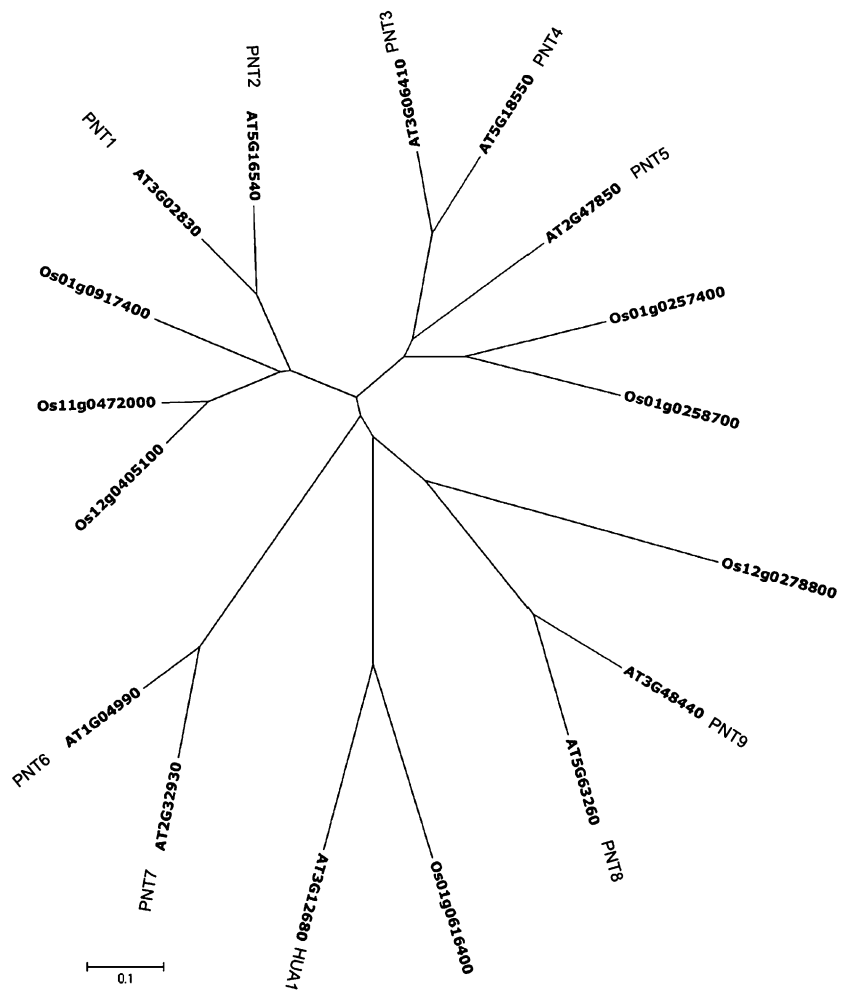 PNT3
AT3G06410
PNT4
AT5G18550
PNT2
AT5G16540
PNT1
AT3G02830
PNT5
AT2G47850
Os01g0917400
Os01g0257400
Os11g0472000
Os01g0258700
Os12g0405100
Os12g0278800
AT3G48440
PNT9
AT1G04990
PNT6
AT5G63260
PNT8
AT2G32930
PNT7
AT3G12680
HUA1
Os01g0616400
0.1